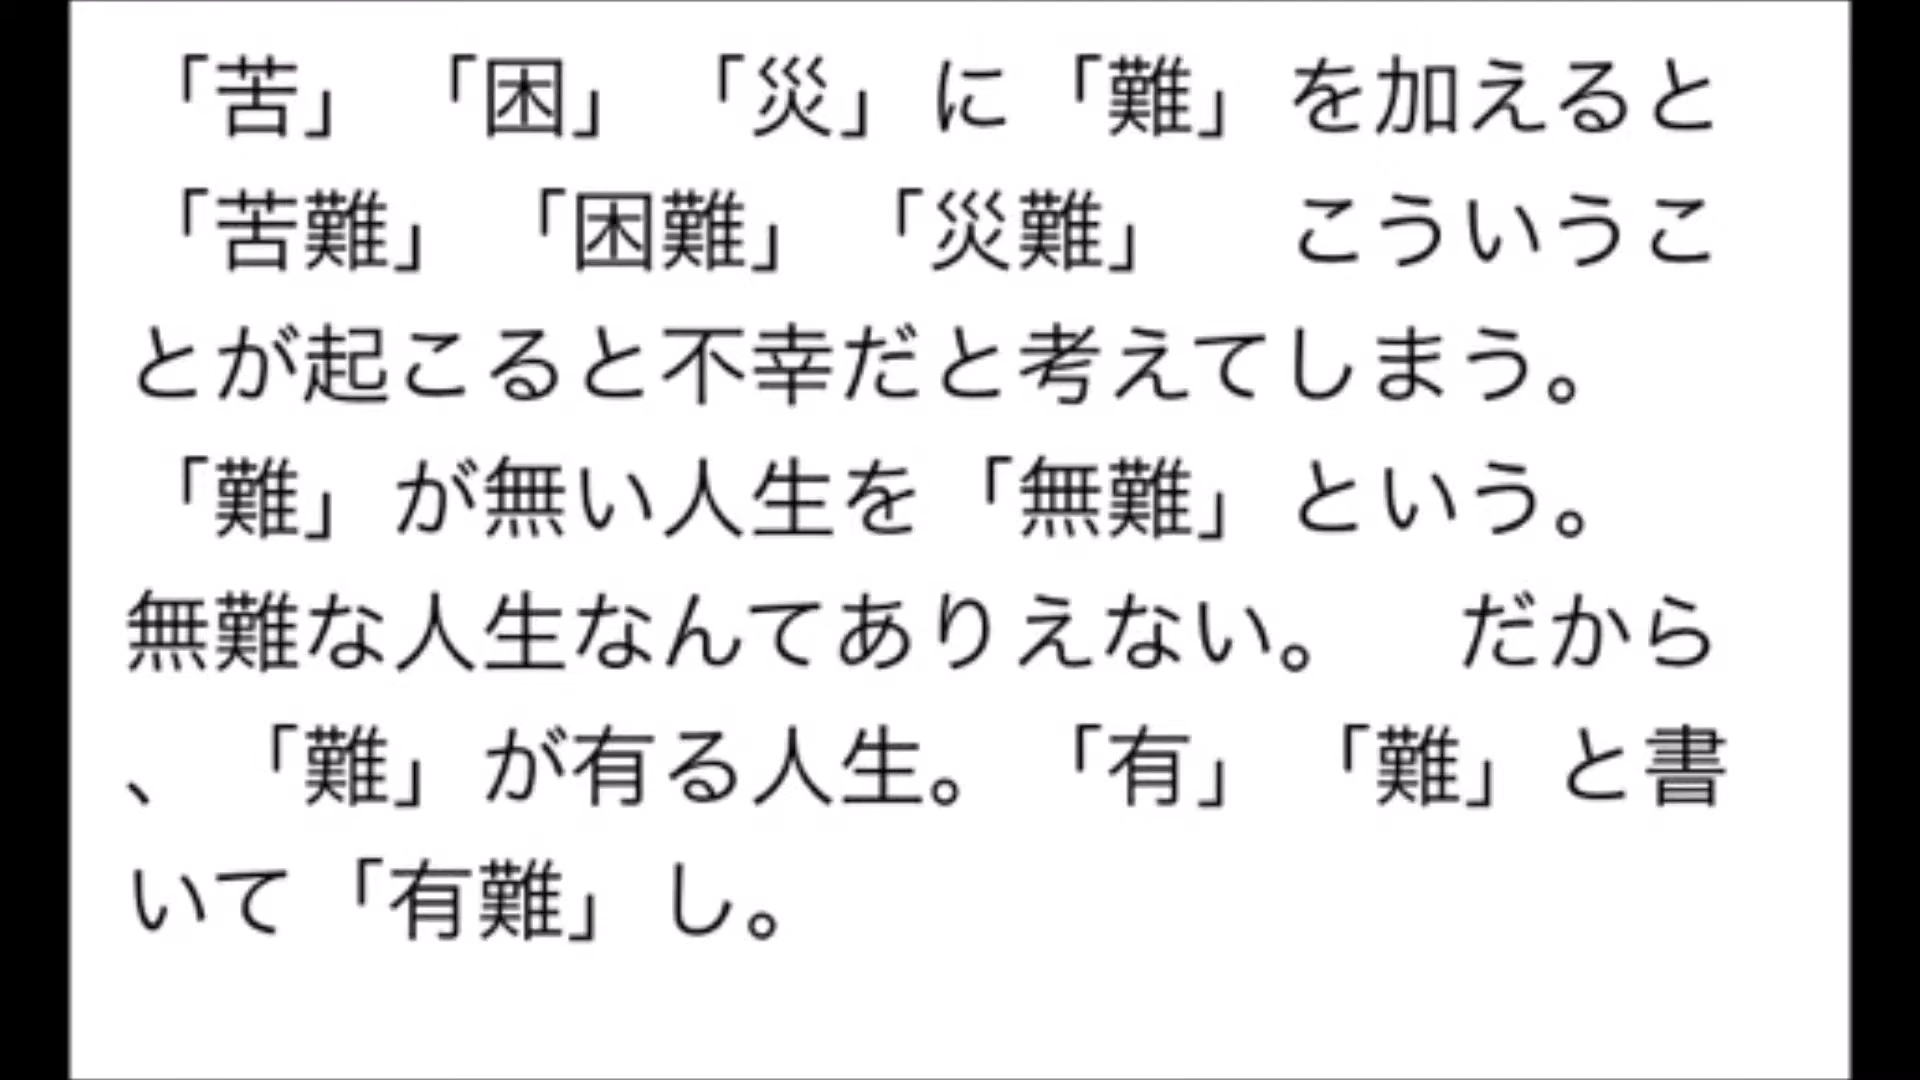 「苦」「困」「災」に「難」を加えると
「苦難」「困難」「災難」　こういうこ
とが起こると不幸だと考えてしまう。
「難」が無い人生を「無難」という。
無難な人生なんてありえない。　だから
、「難」が有る人生。「有」「難」と書
いて「有難」し。